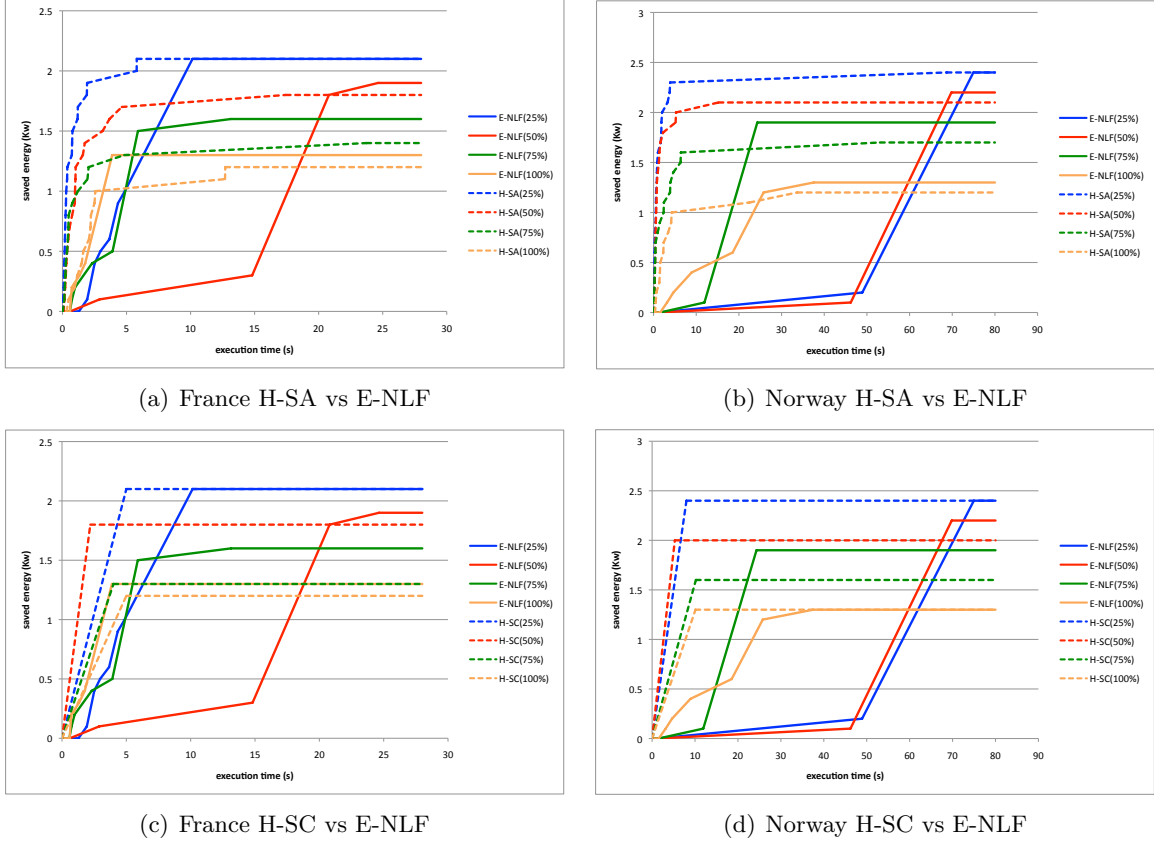 2.5
2
1.5
1
0.5
0
saved energy (Kw)
0 5 10 15 20 25 30
execution time (s)
E-NLF(25%)
E-NLF(50%)
E-NLF(75%)
E-NLF(100%)
H-SA(25%)
H-SA(50%)
H-SA(75%)
H-SA(100%)
(a) France H-SA vs E-NLF
3
2.5
2
1.5
1
0.5
0
saved energy (Kw)
0 10 20 30 40 50 60 70 80 90
execution time (s)
E-NLF(25%)
E-NLF(50%)
E-NLF(75%)
E-NLF(100%)
H-SA(25%)
H-SA(50%)
H-SA(75%)
H-SA(100%)
(b) Norway H-SA vs E-NLF
2.5
2
1.5
1
0.5
0
saved energy (Kw)
0 5 10 15 20 25 30
execution time (s)
E-NLF(25%)
E-NLF(50%)
E-NLF(75%)
E-NLF(100%)
H-SC(25%)
H-SC(50%)
H-SC(75%)
H-SC(100%)
(c) France H-SC vs E-NLF
3
2.5
2
1.5
1
0.5
0
saved energy (Kw)
0 10 20 30 40 50 60 70 80 90
execution time (s)
E-NLF(25%)
E-NLF(50%)
E-NLF(75%)
E-NLF(100%)
H-SC(25%)
H-SC(50%)
H-SC(75%)
H-SC(100%)
(d) Norway H-SC vs E-NLF